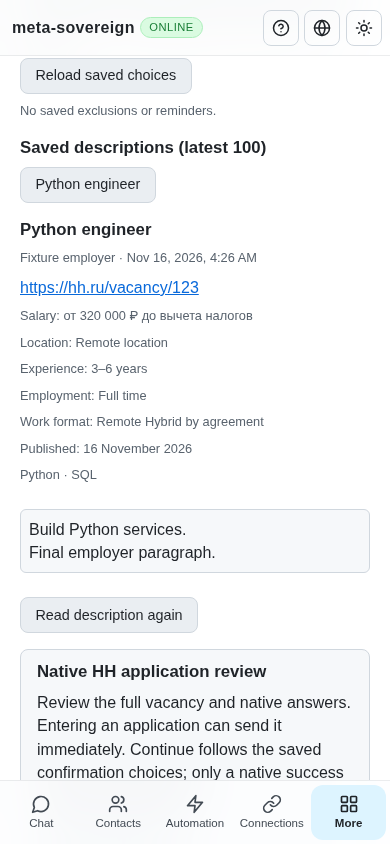 meta-sovereign ONLINE
Reload saved choices
No saved exclusions or reminders.
Saved descriptions (latest 100)
Python engineer
Python engineer
Fixture employer · Nov 16, 2026, 4:26 AM
https://hh.ru/vacancy/123
Salary: от 320 000 ₽ до вычета налогов
Location: Remote location
Experience: 3–6 years
Employment: Full time
Work format: Remote Hybrid by agreement
Published: 16 November 2026
Python · SQL
Build Python services.
Final employer paragraph.
Read description again
Native HH application review
Review the full vacancy and native answers.
Entering an application can send it
immediately. Continue follows the saved
confirmation choices; only a native success
Chat Contacts Automation Connections More